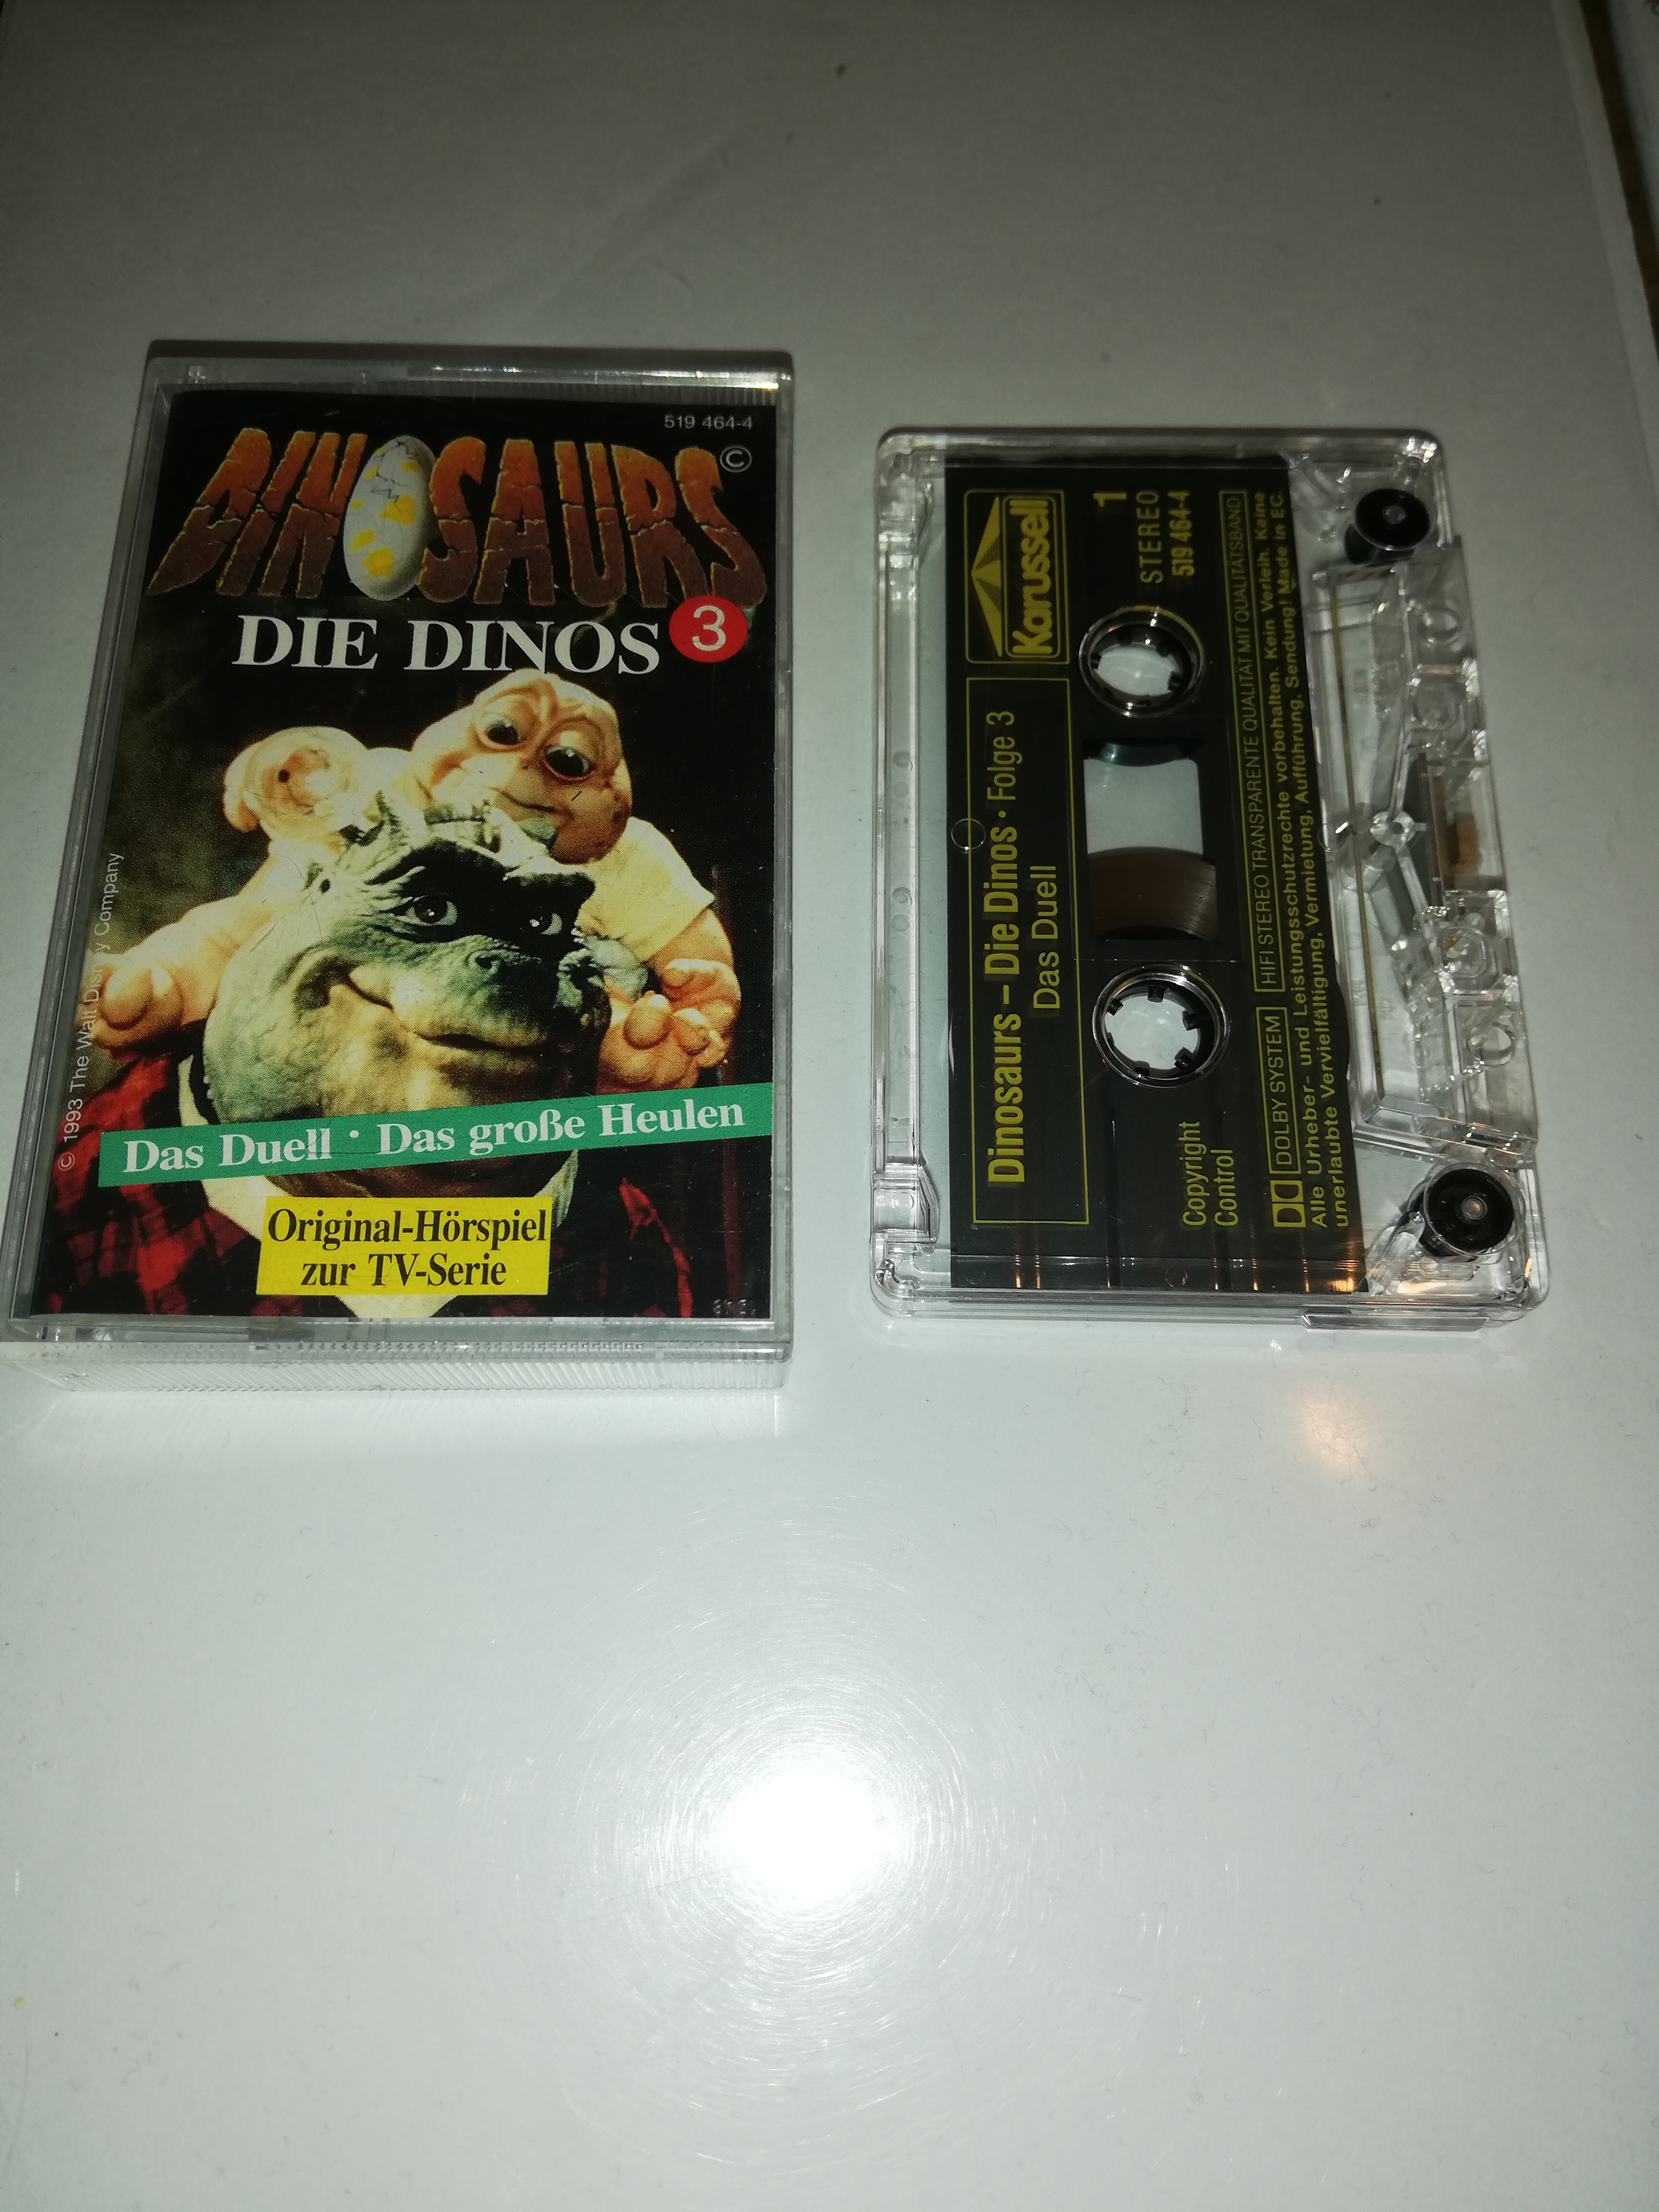 519 464-4
DINOSAURS ©
DIE DINOS 3
© 1993 The Walt Disney Company
Das Duell · Das große Heulen
Original-Hörspiel
zur TV-Serie
Karussell
1
STEREO
519 464-4
Dinosaurs – Die Dinos · Folge 3
Das Duell
Copyright
Control
DOLBY SYSTEM HIFI STEREO TRANSPARENTE QUALITÄT MIT QUALITÄTSBAND
Alle Urheber- und Leistungsschutzrechte vorbehalten. Kein Verleih. Keine
unerlaubte Vervielfältigung, Vermietung, Aufführung, Sendung! Made in EC.